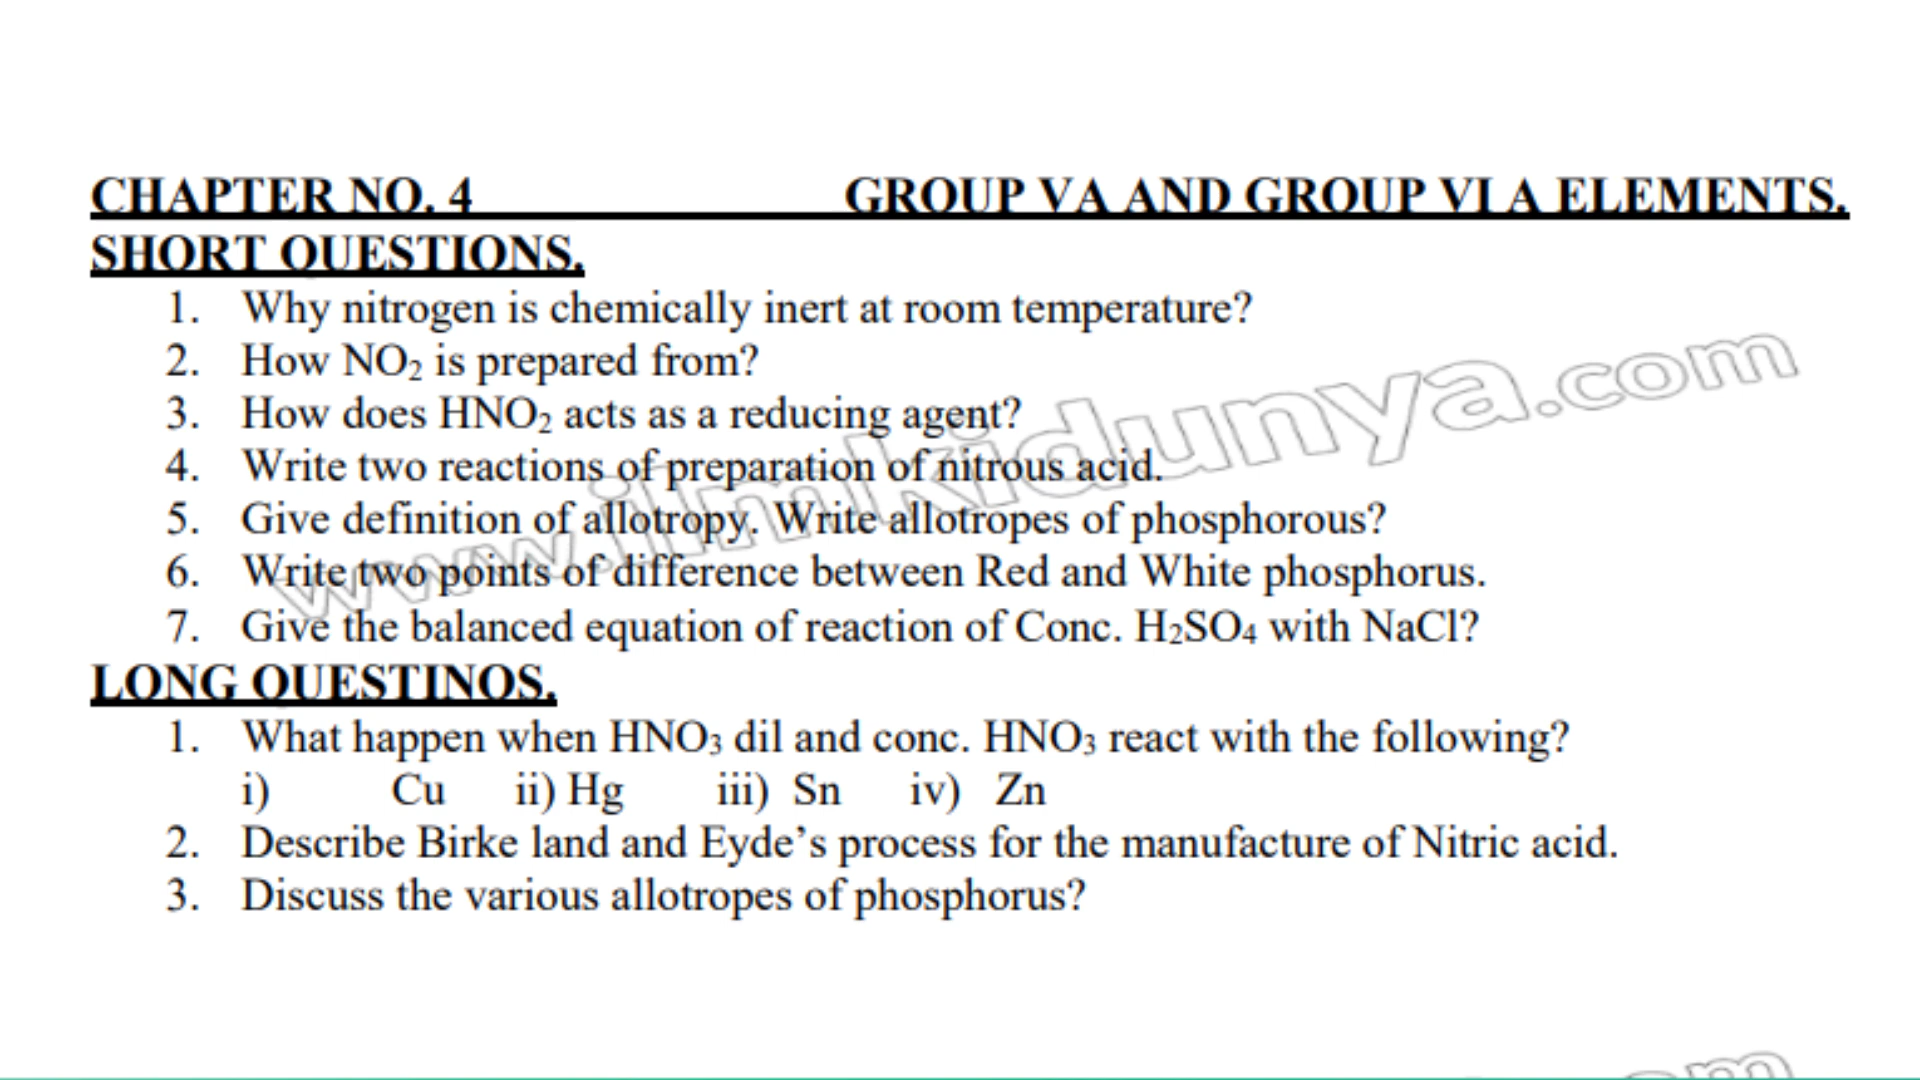 CHAPTER NO. 4 GROUP VA AND GROUP VI A ELEMENTS.
SHORT QUESTIONS.
1. Why nitrogen is chemically inert at room temperature?
2. How NO₂ is prepared from?
3. How does HNO₂ acts as a reducing agent?
4. Write two reactions of preparation of nitrous acid.
5. Give definition of allotropy. Write allotropes of phosphorous?
6. Write two points of difference between Red and White phosphorus.
7. Give the balanced equation of reaction of Conc. H₂SO₄ with NaCl?
www.ilmkidunya.com
LONG QUESTINOS.
1. What happen when HNO₃ dil and conc. HNO₃ react with the following?
i) Cu ii) Hg iii) Sn iv) Zn
2. Describe Birke land and Eyde’s process for the manufacture of Nitric acid.
3. Discuss the various allotropes of phosphorus?